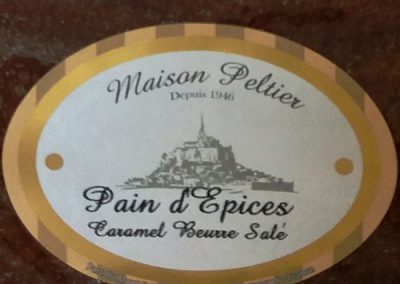 Maison Peltier
Depuis 1946
Pain d'Epices
Caramel Beurre Salé